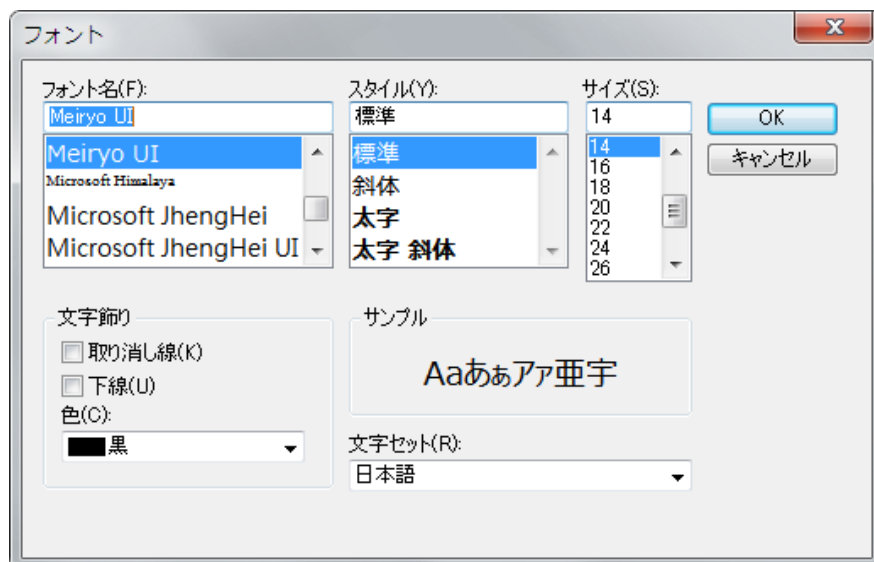 フォント
フォント名(F):
Meiryo UI
Meiryo UI
Microsoft Himalaya
Microsoft JhengHei
Microsoft JhengHei UI
スタイル(Y):
標準
標準
斜体
太字
太字 斜体
サイズ(S):
14
14
16
18
20
22
24
26
OK
キャンセル
文字飾り
取り消し線(K)
下線(U)
色(C):
黒
サンプル
Aaあぁアァ亜宇
文字セット(R):
日本語